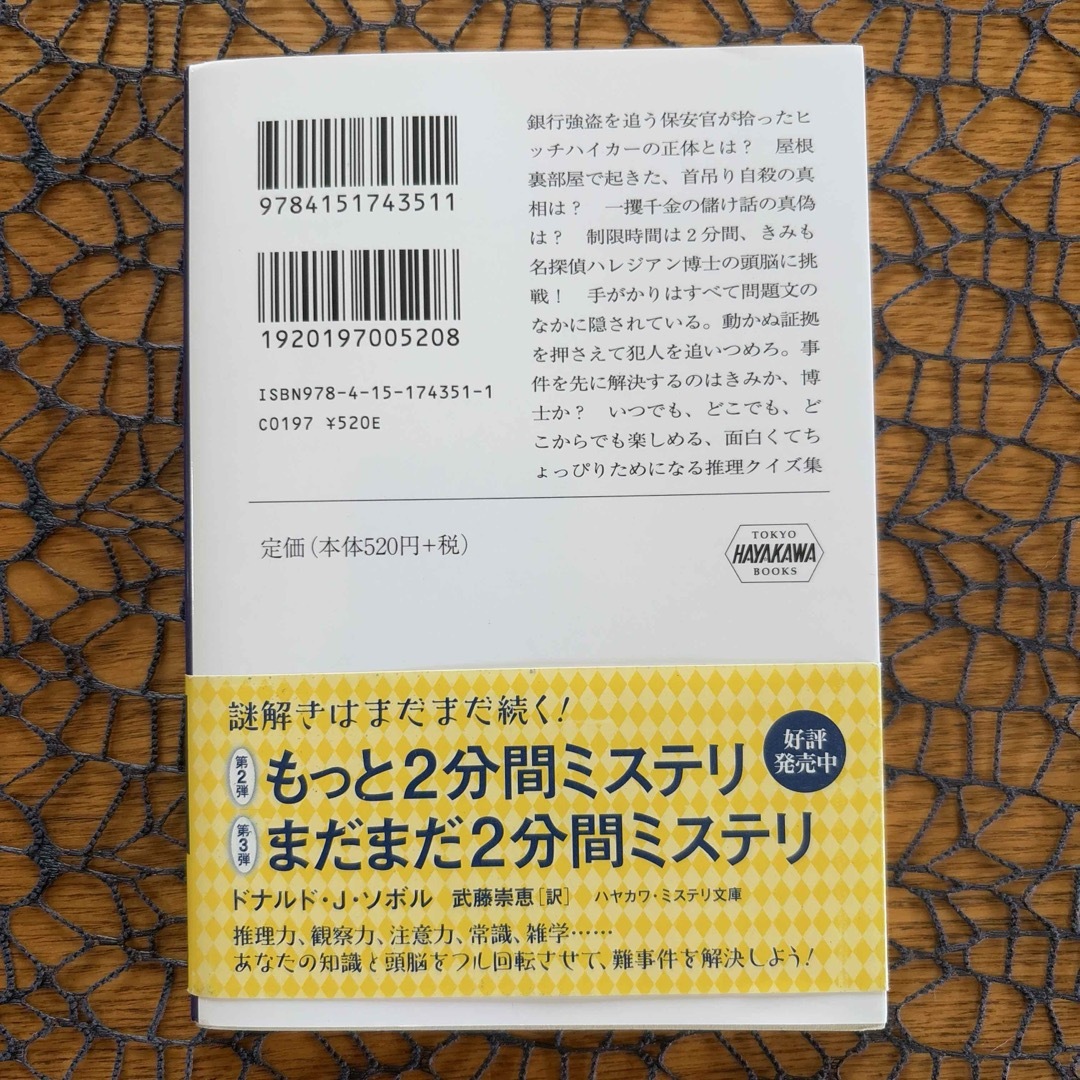 9784151743511
1920197005208
ISBN978-4-15-174351-1
C0197 ¥520E
銀行強盗を追う保安官が拾ったヒ
ッチハイカーの正体とは？　屋根
裏部屋で起きた、首吊り自殺の真
相は？　一攫千金の儲け話の真偽
は？　制限時間は２分間、きみも
名探偵ハレジアン博士の頭脳に挑
戦！　手がかりはすべて問題文の
なかに隠されている。動かぬ証拠
を押さえて犯人を追いつめろ。事
件を先に解決するのはきみか、博
士か？　いつでも、どこでも、ど
こからでも楽しめる、面白くてち
ょっぴりためになる推理クイズ集
定価（本体520円+税）
TOKYO
HAYAKAWA
BOOKS
謎解きはまだまだ続く！
第2弾 もっと2分間ミステリ
好評
発売中
第3弾 まだまだ2分間ミステリ
ドナルド・J・ソボル 武藤崇恵［訳］ ハヤカワ・ミステリ文庫
推理力、観察力、注意力、常識、雑学……
あなたの知識と頭脳をフル回転させて、難事件を解決しよう！